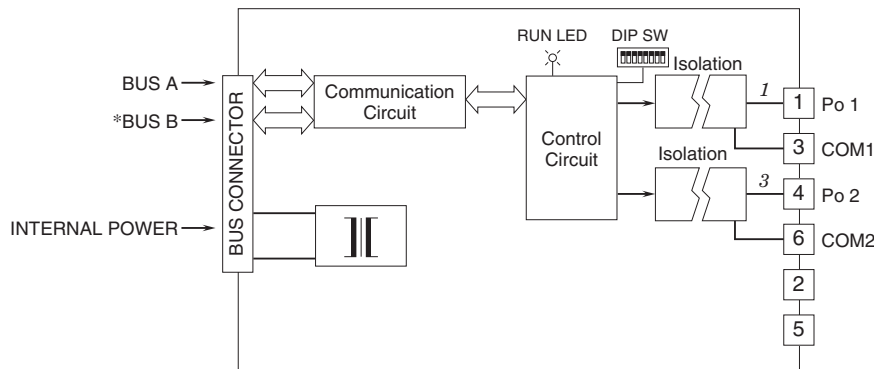 RUN LED
DIP SW
Isolation
BUS A
*BUS B
INTERNAL POWER
BUS CONNECTOR
Communication
Circuit
Control
Circuit
1
1
Po 1
3
COM1
Isolation
3
4
Po 2
6
COM2
2
5